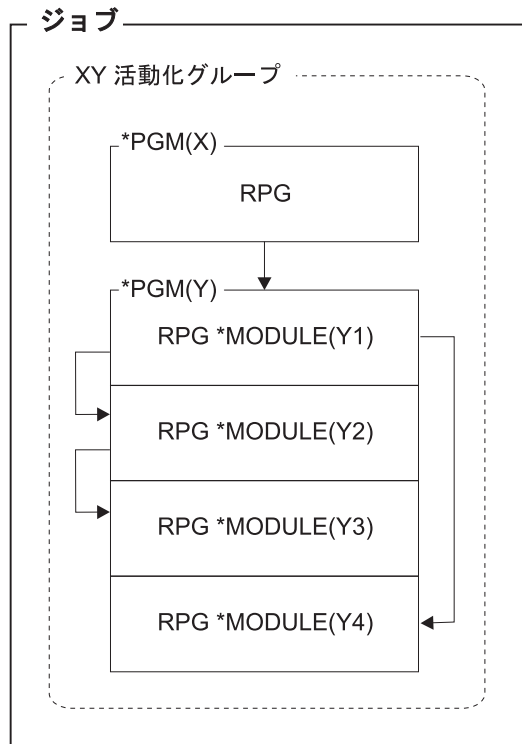 ジョブ
XY 活動化グループ
*PGM(X)
RPG
*PGM(Y)
RPG *MODULE(Y1)
RPG *MODULE(Y2)
RPG *MODULE(Y3)
RPG *MODULE(Y4)